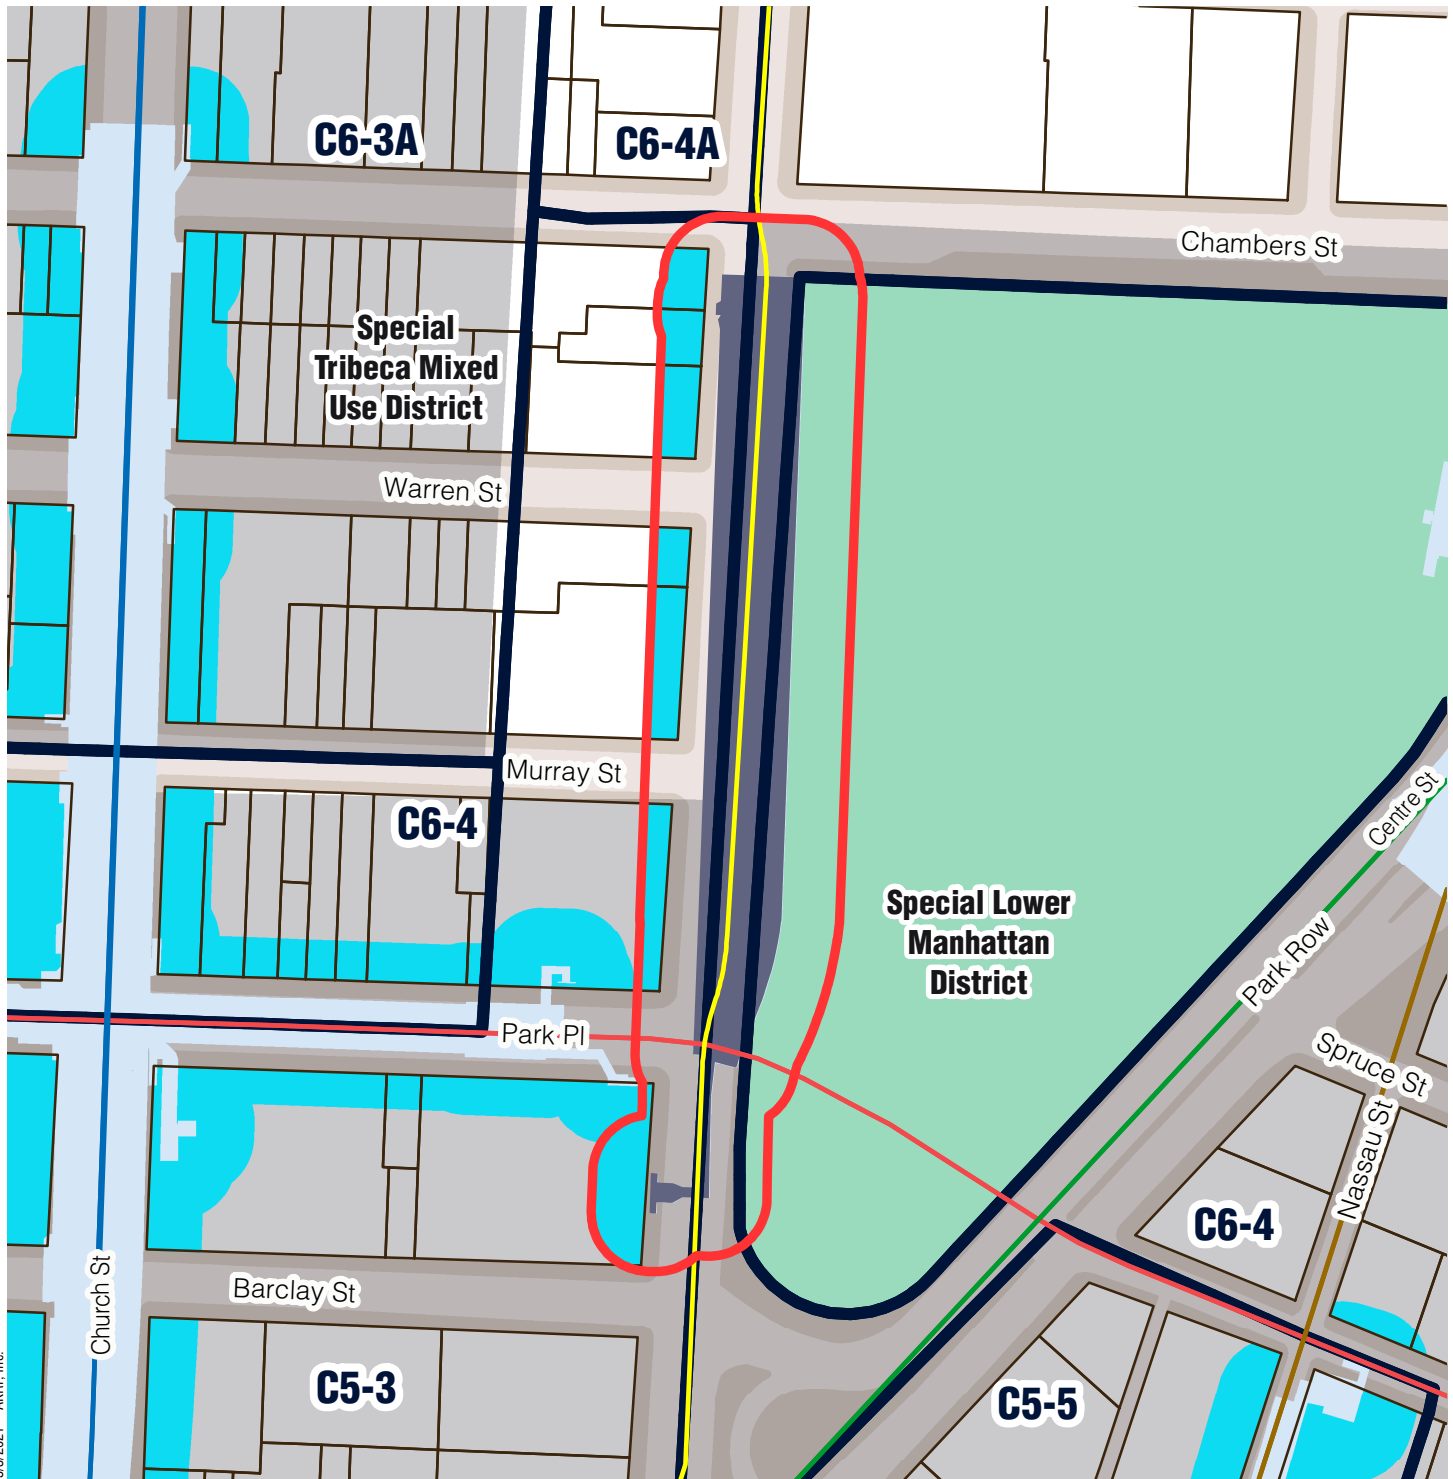 C6-3A
C6-4A
Chambers St
Special
Tribeca Mixed
Use District
Warren St
Murray St
C6-4
Centre St
Special Lower
Manhattan
District
Park Row
Park Pl
Spruce St
Nassau St
C6-4
Church St
Barclay St
C5-3
C5-5